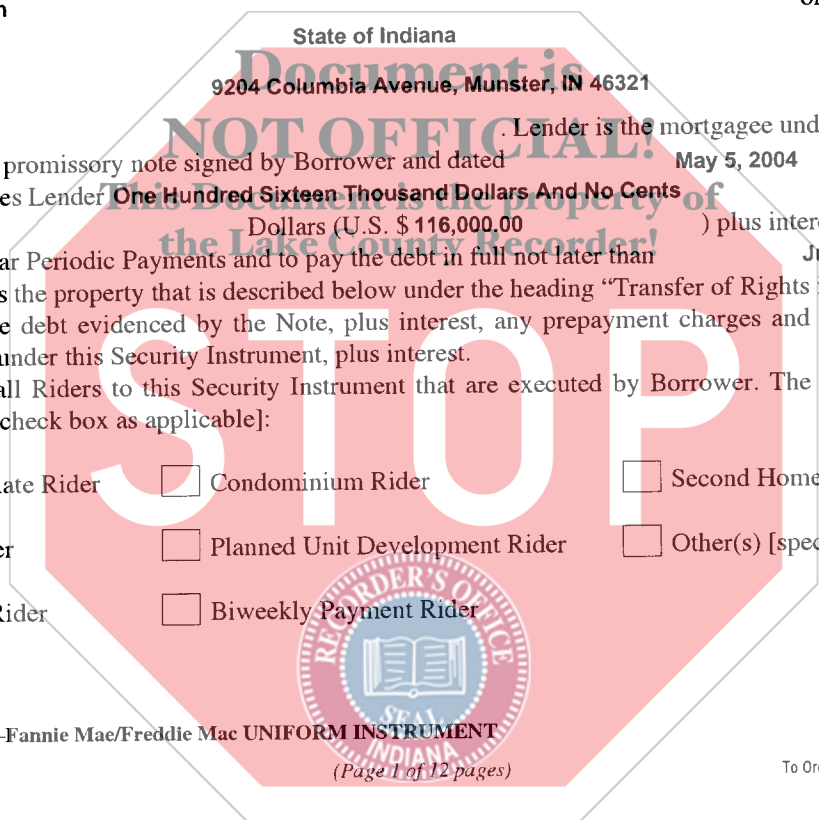 n
State of Indiana
Document is
9204 Columbia Avenue, Munster, IN 46321
NOT OFFICIAL!
. Lender is the mortgagee und
promissory note signed by Borrower and dated May 5, 2004
es Lender One Hundred Sixteen Thousand Dollars And No Cents
This Document is the property of
Dollars (U.S. $ 116,000.00 ) plus inter
the Lake County Recorder!
ar Periodic Payments and to pay the debt in full not later than Ju
s the property that is described below under the heading “Transfer of Rights i
e debt evidenced by the Note, plus interest, any prepayment charges and
under this Security Instrument, plus interest.
all Riders to this Security Instrument that are executed by Borrower. The
check box as applicable]:
STOP
ate Rider Condominium Rider Second Home
er Planned Unit Development Rider Other(s) [spec
Rider Biweekly Payment Rider
RECORDER'S OFFICE
SEAL
INDIANA
-Fannie Mae/Freddie Mac UNIFORM INSTRUMENT
(Page 1 of 12 pages)
To Or